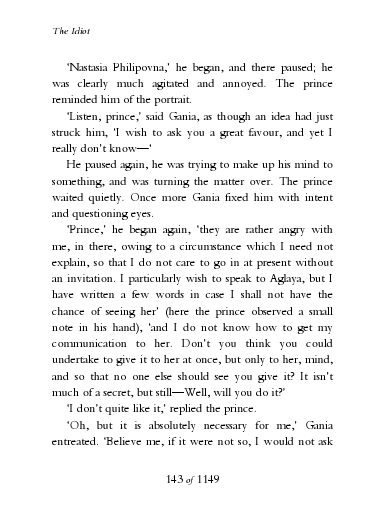 The Idiot
'Nastasia Philipovna,' he began, and there paused; he
was clearly much agitated and annoyed. The prince
reminded him of the portrait.
'Listen, prince,' said Gania, as though an idea had just
struck him, 'I wish to ask you a great favour, and yet I
really don't know—'
He paused again, he was trying to make up his mind to
something, and was turning the matter over. The prince
waited quietly. Once more Gania fixed him with intent
and questioning eyes.
'Prince,' he began again, 'they are rather angry with
me, in there, owing to a circumstance which I need not
explain, so that I do not care to go in at present without
an invitation. I particularly wish to speak to Aglaya, but I
have written a few words in case I shall not have the
chance of seeing her' (here the prince observed a small
note in his hand), 'and I do not know how to get my
communication to her. Don't you think you could
undertake to give it to her at once, but only to her, mind,
and so that no one else should see you give it? It isn't
much of a secret, but still—Well, will you do it?'
'I don't quite like it,' replied the prince.
'Oh, but it is absolutely necessary for me,' Gania
entreated. 'Believe me, if it were not so, I would not ask
143 of 1149